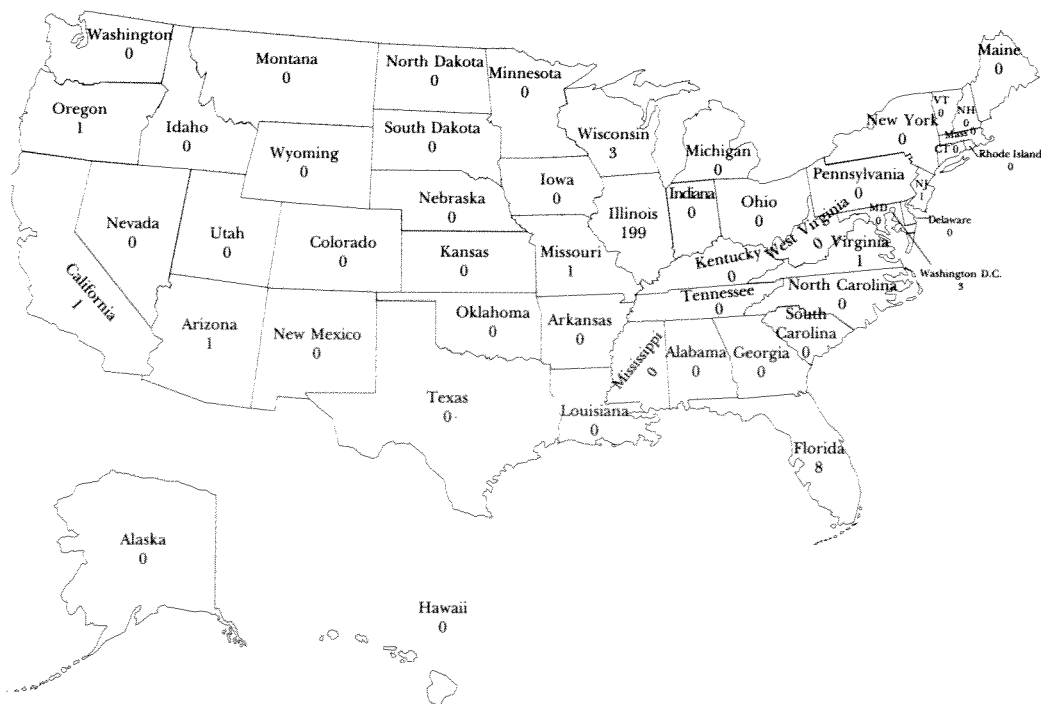 Washington
0
Montana
0
North Dakota
0
Minnesota
0
Maine
0
Oregon
1
Idaho
0
South Dakota
0
Wisconsin
3
Michigan
0
New York
0
VT
0
NH
0
Mass 0
CT 0
Rhode Island
0
Wyoming
0
Iowa
0
Nebraska
0
Illinois
199
Indiana
0
Ohio
0
Pennsylvania
0
NJ
1
MD
0
Delaware
0
Nevada
0
Utah
0
Colorado
0
Kansas
0
Missouri
1
Kentucky
0
West Virginia
0
Virginia
1
Washington D.C.
3
California
1
Arizona
1
New Mexico
0
Oklahoma
0
Arkansas
0
Tennessee
0
North Carolina
0
South
Carolina
0
Mississippi
0
Alabama
0
Georgia
0
Texas
0
Louisiana
0
Florida
8
Alaska
0
Hawaii
0